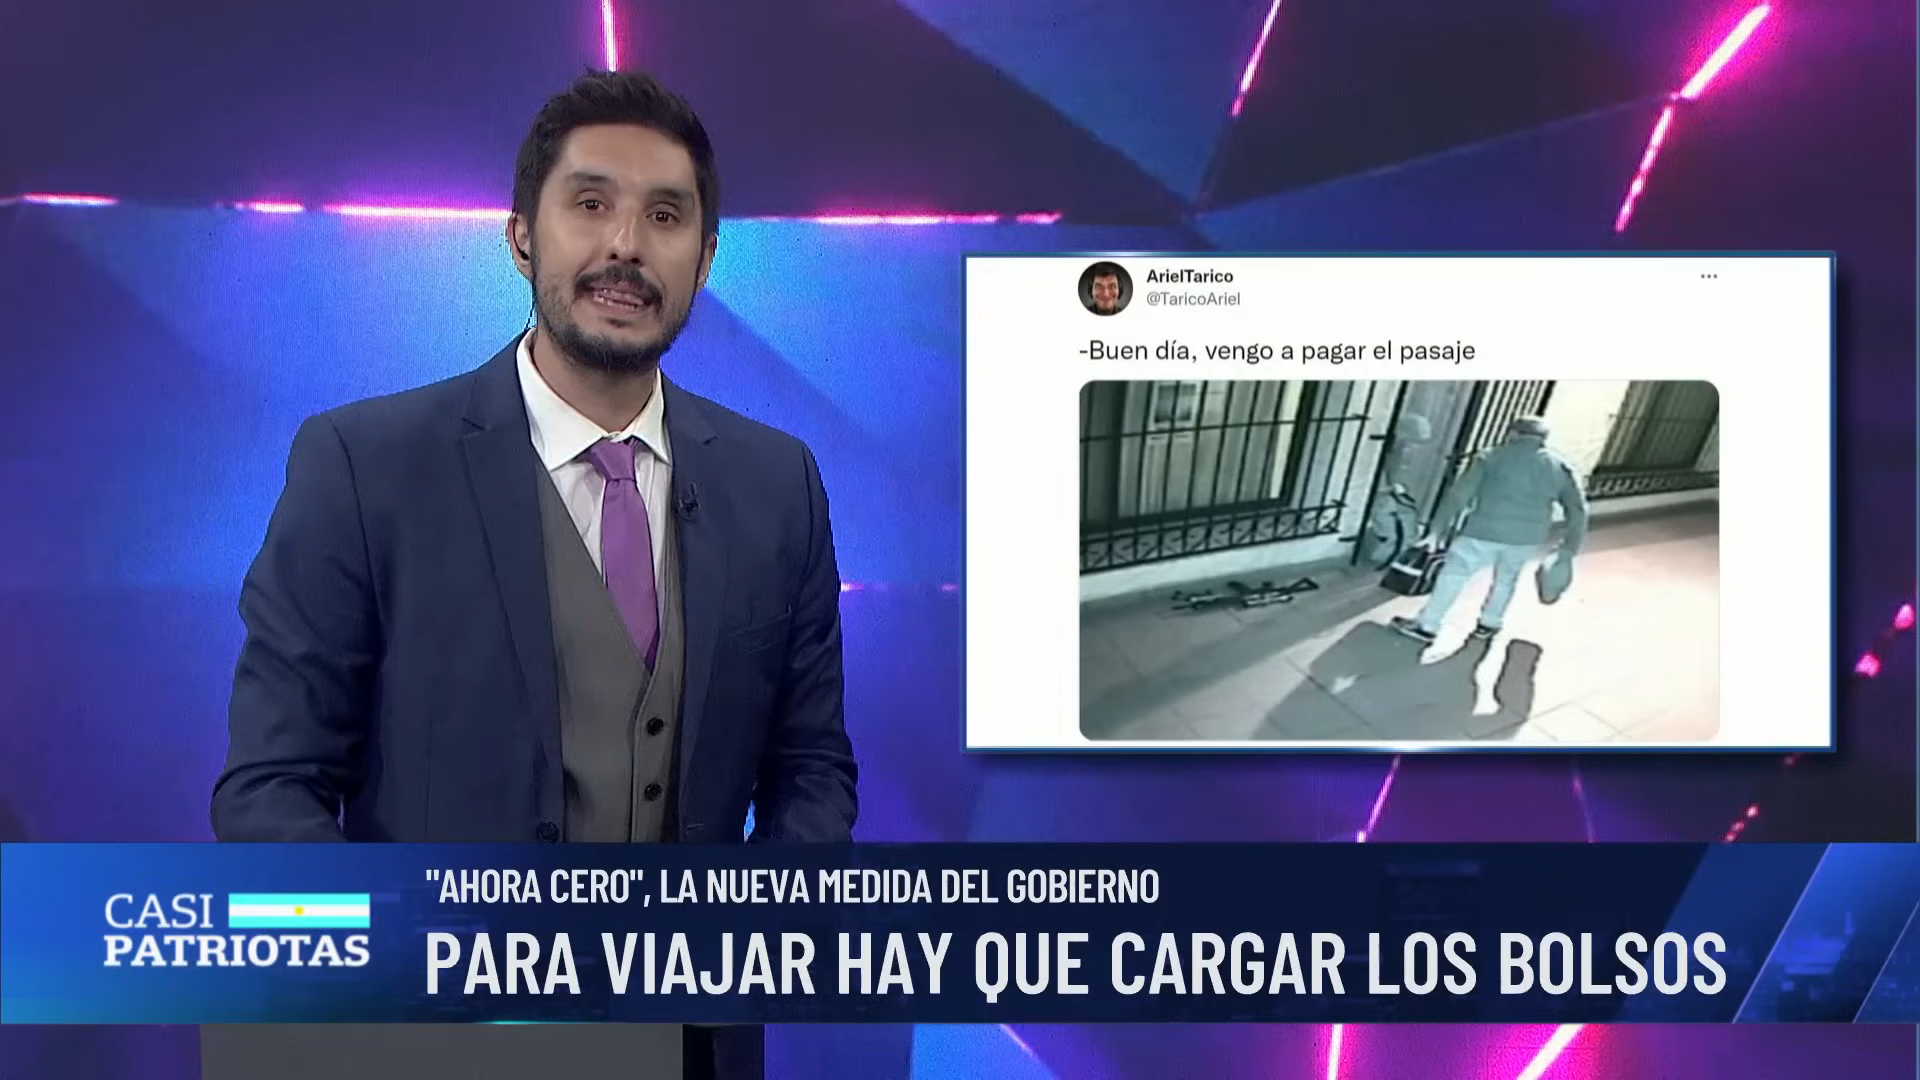 ArielTarico
@TaricoAriel
-Buen día, vengo a pagar el pasaje
"AHORA CERO", LA NUEVA MEDIDA DEL GOBIERNO
PARA VIAJAR HAY QUE CARGAR LOS BOLSOS
CASI
PATRIOTAS